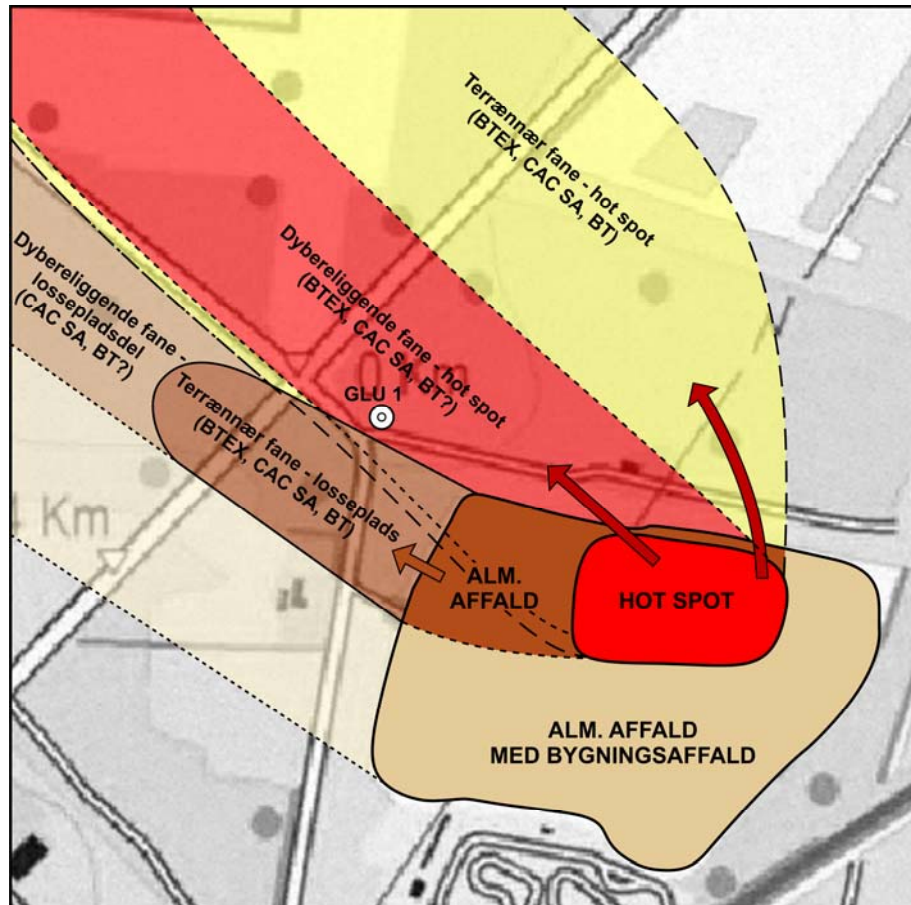 Terrænnær fane - hot spot
(BTEX, CAC SA, BT)
Dybereliggende fane - hot spot
(BTEX, CAC SA, BT?)
Dybereliggende fane -
lossepladsdel
(CAC SA, BT?)
GLU 1
Terrænnær fane - losseplads
(BTEX, CAC SA, BT)
Km
ALM.
AFFALD
HOT SPOT
ALM. AFFALD
MED BYGNINGSAFFALD